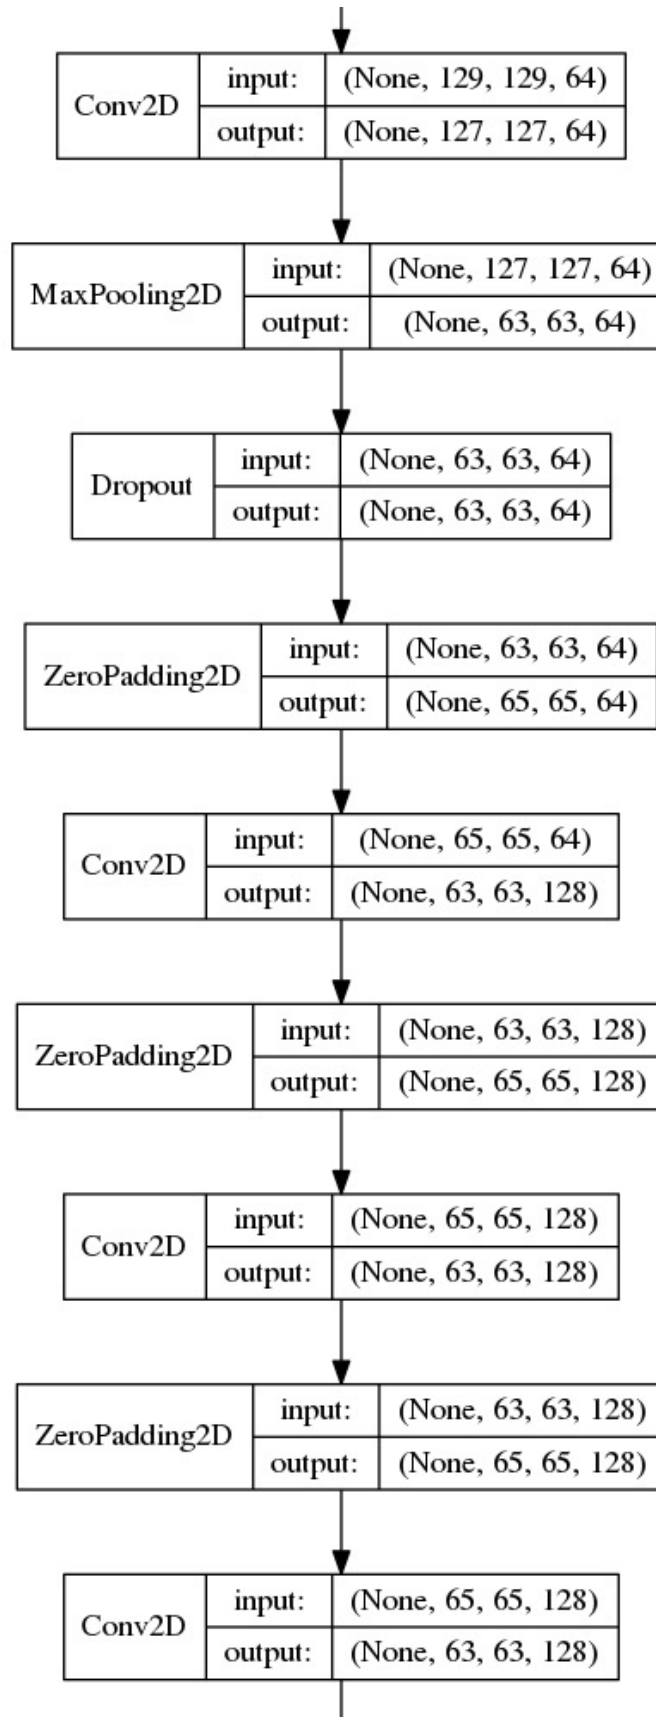 Conv2D input: (None, 129, 129, 64)
output: (None, 127, 127, 64)
MaxPooling2D input: (None, 127, 127, 64)
output: (None, 63, 63, 64)
Dropout input: (None, 63, 63, 64)
output: (None, 63, 63, 64)
ZeroPadding2D input: (None, 63, 63, 64)
output: (None, 65, 65, 64)
Conv2D input: (None, 65, 65, 64)
output: (None, 63, 63, 128)
ZeroPadding2D input: (None, 63, 63, 128)
output: (None, 65, 65, 128)
Conv2D input: (None, 65, 65, 128)
output: (None, 63, 63, 128)
ZeroPadding2D input: (None, 63, 63, 128)
output: (None, 65, 65, 128)
Conv2D input: (None, 65, 65, 128)
output: (None, 63, 63, 128)